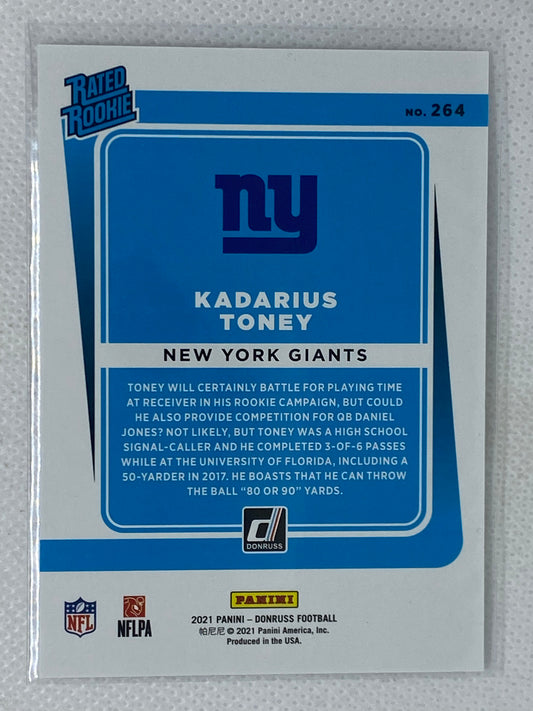 RATED
ROOKIE
NO. 264
ny
KADARIUS
TONEY
NEW YORK GIANTS
TONEY WILL CERTAINLY BATTLE FOR PLAYING TIME
AT RECEIVER IN HIS ROOKIE CAMPAIGN, BUT COULD
HE ALSO PROVIDE COMPETITION FOR QB DANIEL
JONES? NOT LIKELY, BUT TONEY WAS A HIGH SCHOOL
SIGNAL-CALLER AND HE COMPLETED 3-OF-6 PASSES
WHILE AT THE UNIVERSITY OF FLORIDA, INCLUDING A
50-YARDER IN 2017. HE BOASTS THAT HE CAN THROW
THE BALL “80 OR 90” YARDS.
DONRUSS
PANINI
NFL
NFLPA
2021 PANINI – DONRUSS FOOTBALL
帕尼尼 © 2021 Panini America, Inc.
Produced in the USA.